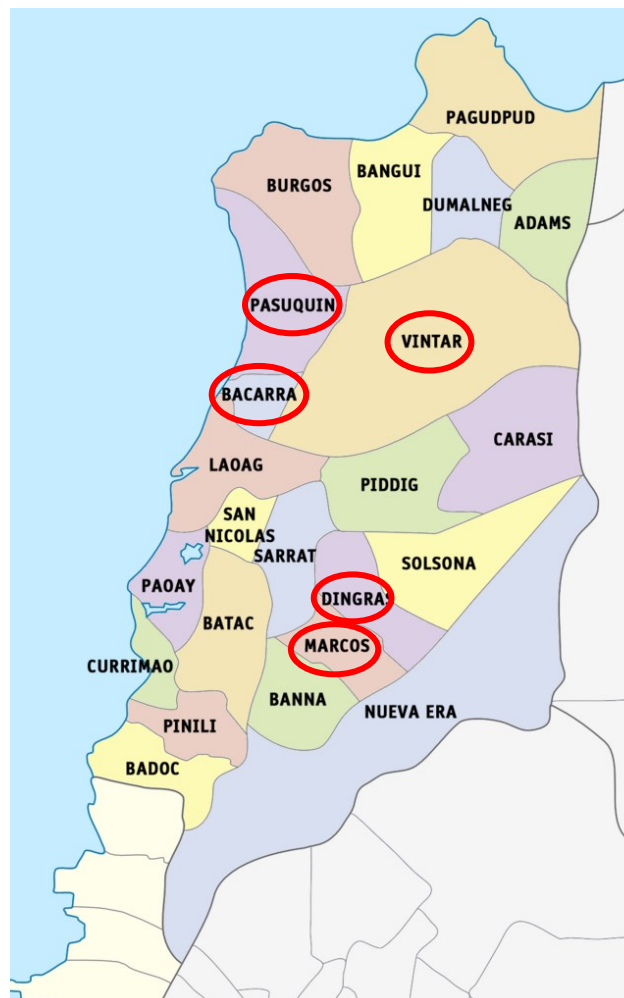 PAGUDPUD
BURGOS
BANGUI
DUMALNEG
ADAMS
PASUQUIN
VINTAR
BACARRA
CARASI
LAOAG
PIDDIG
SAN
NICOLAS
SARRAT
SOLSONA
PAOAY
DINGRAS
BATAC
MARCOS
CURRIMAO
BANNA
NUEVA ERA
PINILI
BADOC